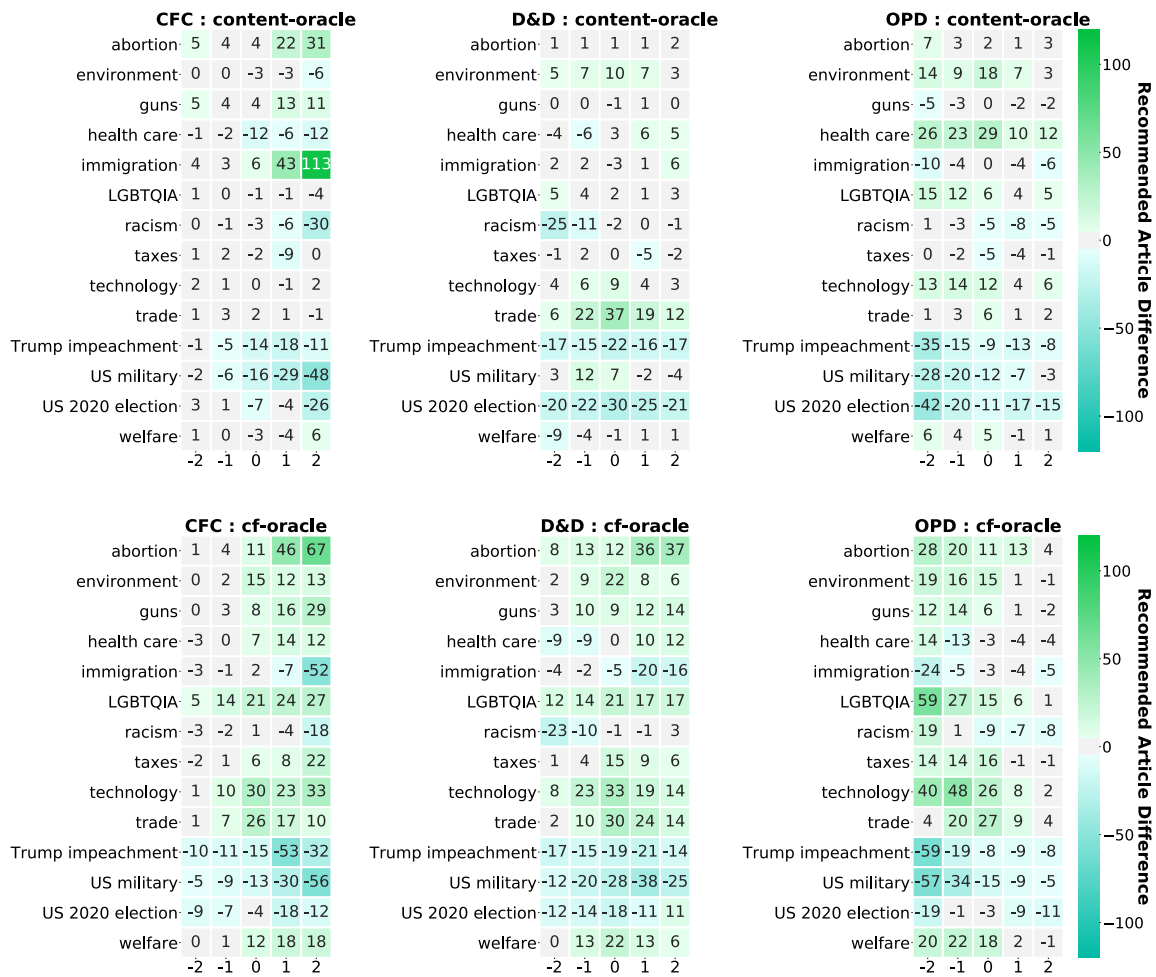 CFC : content-oracle D&D : content-oracle OPD : content-oracle
abortion 5 4 4 22 31 abortion 1 1 1 1 2 abortion 7 3 2 1 3
environment 0 0 -3 -3 -6 environment 5 7 10 7 3 environment 14 9 18 7 3
guns 5 4 4 13 11 guns 0 0 -1 1 0 guns -5 -3 0 -2 -2
health care -1 -2 -12 -6 -12 health care -4 -6 3 6 5 health care 26 23 29 10 12
immigration 4 3 6 43 113 immigration 2 2 -3 1 6 immigration -10 -4 0 -4 -6
LGBTQIA 1 0 -1 -1 -4 LGBTQIA 5 4 2 1 3 LGBTQIA 15 12 6 4 5
racism 0 -1 -3 -6 -30 racism -25 -11 -2 0 -1 racism 1 -3 -5 -8 -5
taxes 1 2 -2 -9 0 taxes -1 2 0 -5 -2 taxes 0 -2 -5 -4 -1
technology 2 1 0 -1 2 technology 4 6 9 4 3 technology 13 14 12 4 6
trade 1 3 2 1 -1 trade 6 22 37 19 12 trade 1 3 6 1 2
Trump impeachment -1 -5 -14 -18 -11 Trump impeachment -17 -15 -22 -16 -17 Trump impeachment -35 -15 -9 -13 -8
US military -2 -6 -16 -29 -48 US military 3 12 7 -2 -4 US military -28 -20 -12 -7 -3
US 2020 election 3 1 -7 -4 -26 US 2020 election -20 -22 -30 -25 -21 US 2020 election -42 -20 -11 -17 -15
welfare 1 0 -3 -4 6 welfare -9 -4 -1 1 1 welfare 6 4 5 -1 1
-2 -1 0 1 2 -2 -1 0 1 2 -2 -1 0 1 2
100
50
0
−50
−100
Recommended Article Difference
CFC : cf-oracle D&D : cf-oracle OPD : cf-oracle
abortion 1 4 11 46 67 abortion 8 13 12 36 37 abortion 28 20 11 13 4
environment 0 2 15 12 13 environment 2 9 22 8 6 environment 19 16 15 1 -1
guns 0 3 8 16 29 guns 3 10 9 12 14 guns 12 14 6 1 -2
health care -3 0 7 14 12 health care -9 -9 0 10 12 health care 14 -13 -3 -4 -4
immigration -3 -1 2 -7 -52 immigration -4 -2 -5 -20 -16 immigration -24 -5 -3 -4 -5
LGBTQIA 5 14 21 24 27 LGBTQIA 12 14 21 17 17 LGBTQIA 59 27 15 6 1
racism -3 -2 1 -4 -18 racism -23 -10 -1 -1 3 racism 19 1 -9 -7 -8
taxes -2 1 6 8 22 taxes 1 4 15 9 6 taxes 14 14 16 -1 -1
technology 1 10 30 23 33 technology 8 23 33 19 14 technology 40 48 26 8 2
trade 1 7 26 17 10 trade 2 10 30 24 14 trade 4 20 27 9 4
Trump impeachment -10 -11 -15 -53 -32 Trump impeachment -17 -15 -19 -21 -14 Trump impeachment -59 -19 -8 -9 -8
US military -5 -9 -13 -30 -56 US military -12 -20 -28 -38 -25 US military -57 -34 -15 -9 -5
US 2020 election -9 -7 -4 -18 -12 US 2020 election -12 -14 -18 -11 11 US 2020 election -19 -1 -3 -9 -11
welfare 0 1 12 18 18 welfare 0 13 22 13 6 welfare 20 22 18 2 -1
-2 -1 0 1 2 -2 -1 0 1 2 -2 -1 0 1 2
100
50
0
−50
−100
Recommended Article Difference